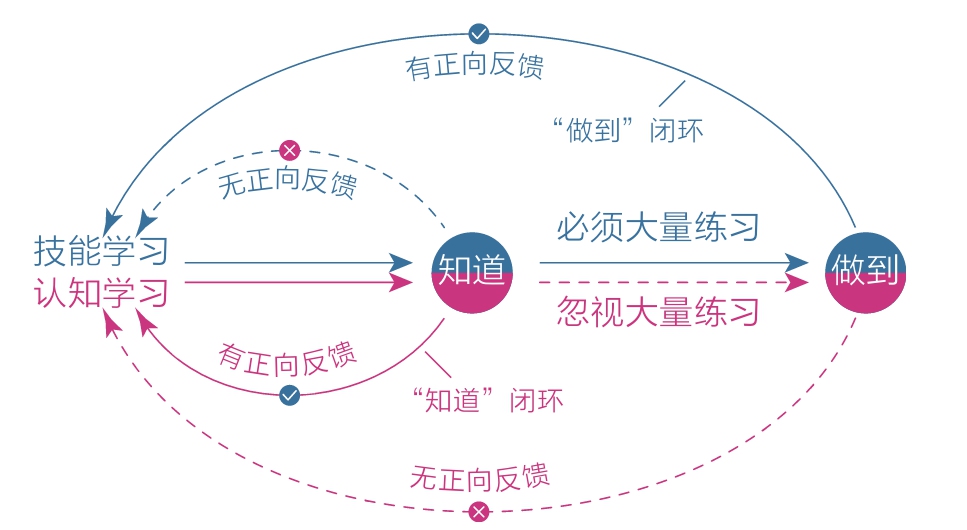 有正向反馈
“做到”闭环
无正向反馈
必须大量练习
技能学习
知道
做到
认知学习
忽视大量练习
有正向反馈
“知道”闭环
无正向反馈